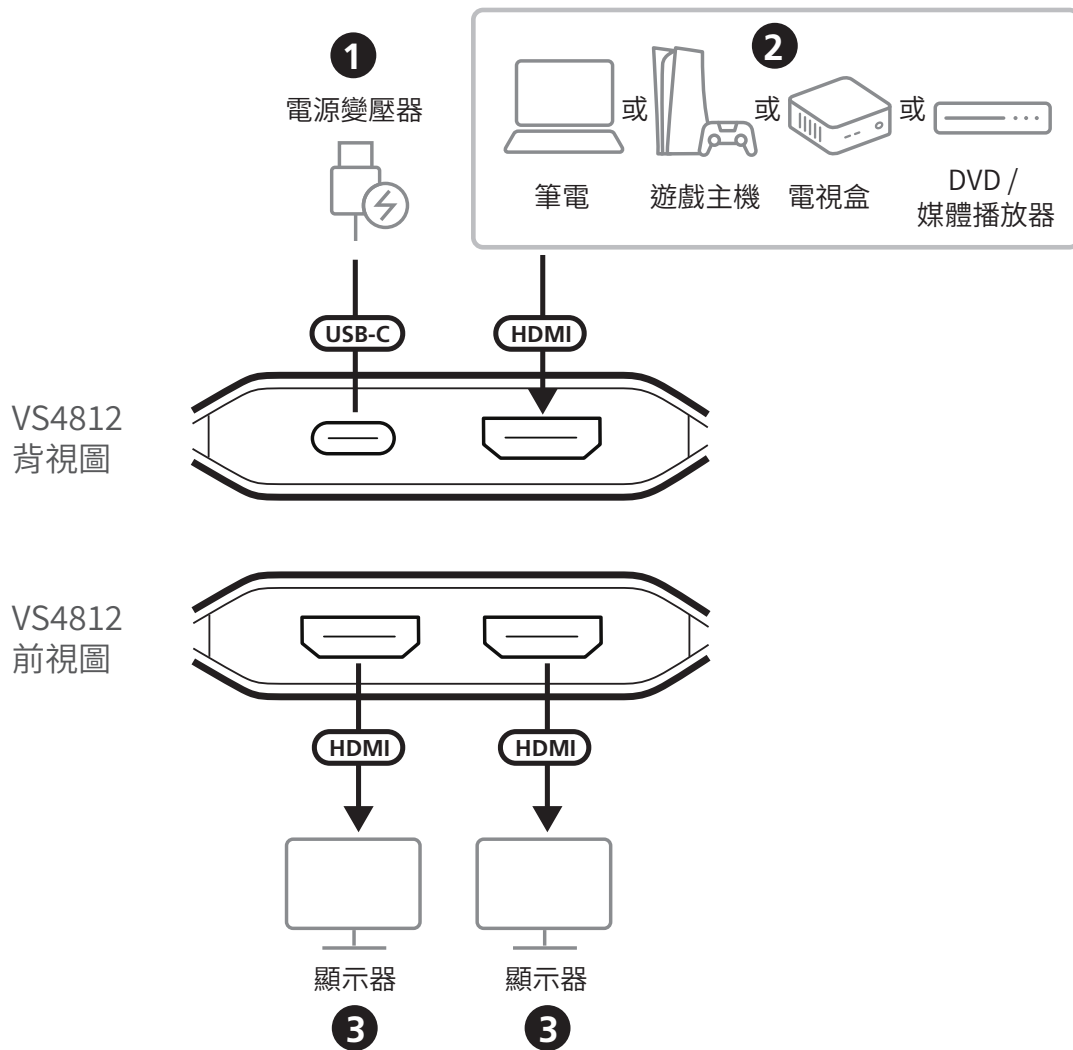 1
電源變壓器
2
或
或
或
筆電
遊戲主機
電視盒
DVD /
媒體播放器
USB-C
HDMI
VS4812
背視圖
VS4812
前視圖
HDMI
HDMI
顯示器
顯示器
3
3